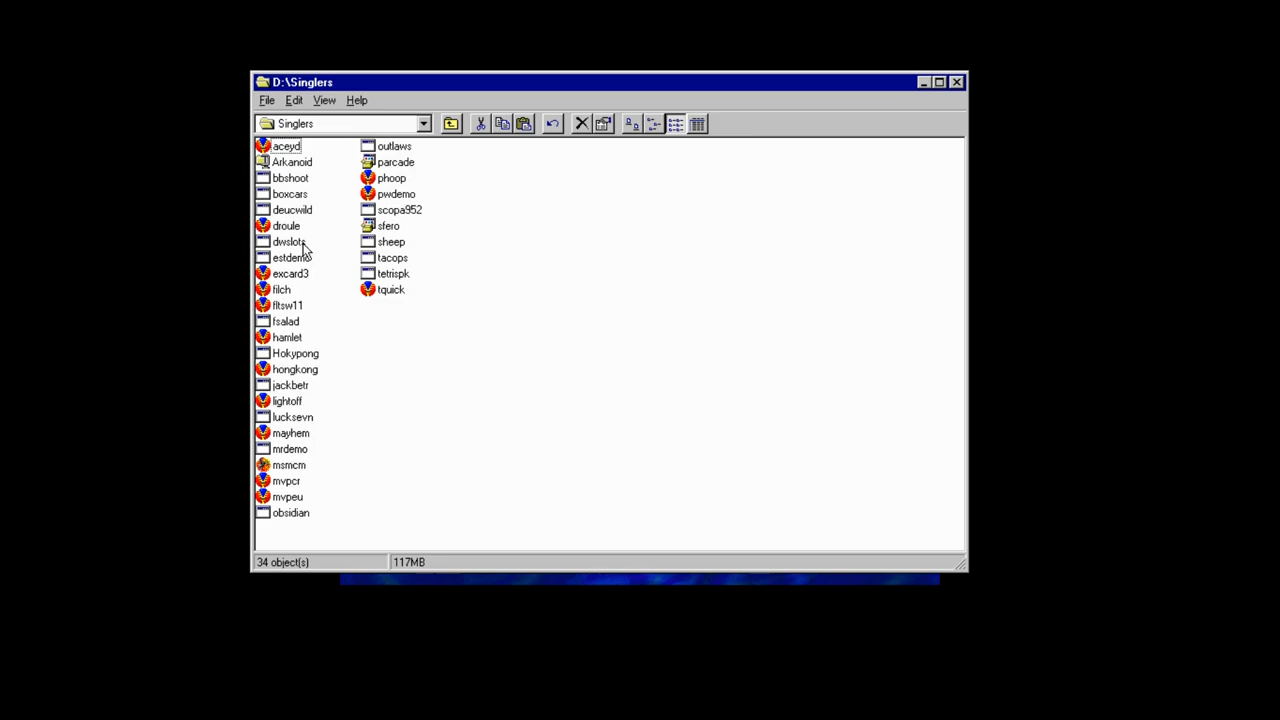 D:\Singlers
File Edit View Help
Singlers
aceyd
Arkanoid
bbshoot
boxcars
deucwild
droule
dwslots
estdemo
excard3
filch
fltsw11
fsalad
hamlet
Hokypong
hongkong
jackbetr
lightoff
lucksevn
mayhem
mrdemo
msmcm
mvpcr
mvpeu
obsidian
outlaws
parcade
phoop
pwdemo
scopa952
sfero
sheep
tacops
tetrispk
tquick
34 object(s) 117MB